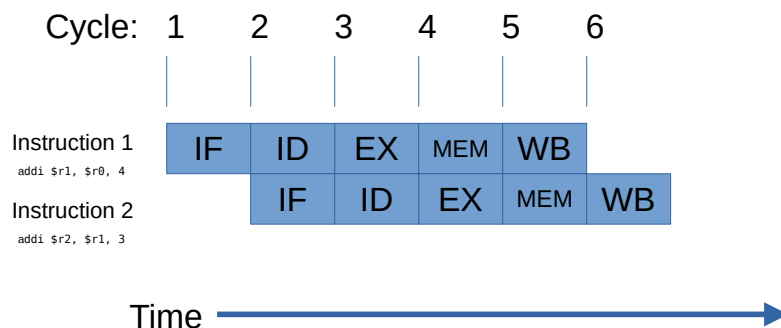 Cycle: 1 2 3 4 5 6
Instruction 1 IF ID EX MEM WB
addi $r1, $r0, 4
Instruction 2 IF ID EX MEM WB
addi $r2, $r1, 3
Time